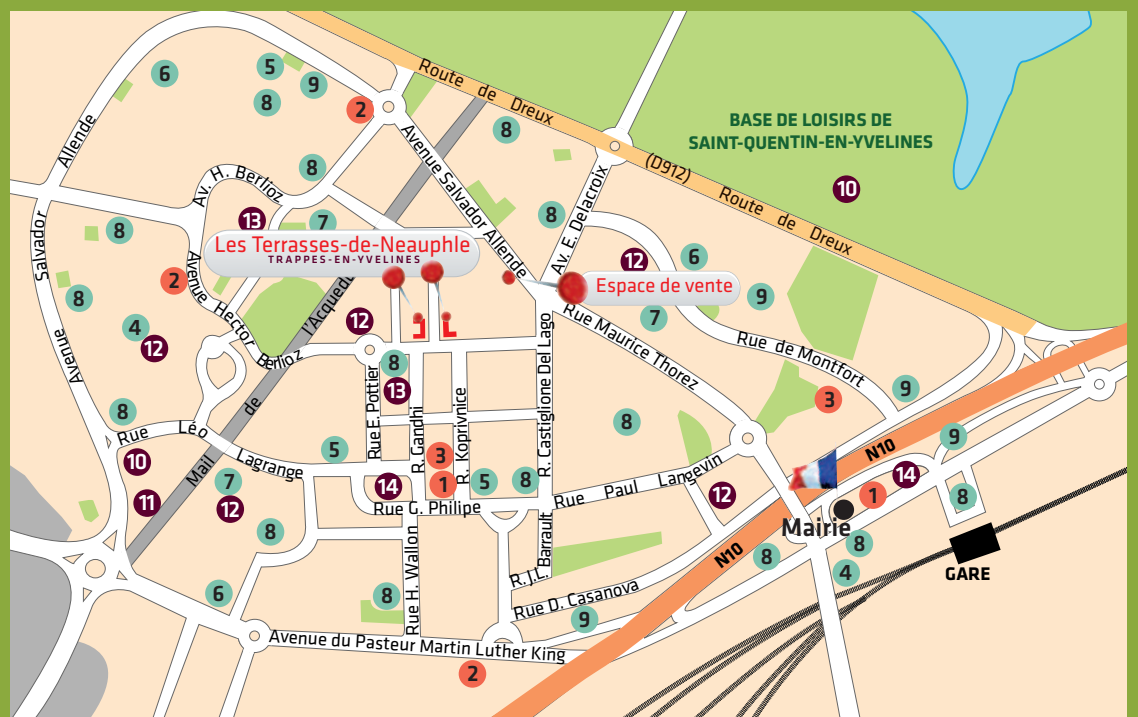 Route de Dreux
(D912) Route de Dreux
BASE DE LOISIRS DE
SAINT-QUENTIN-EN-YVELINES
10
6
5
9
8
2
8
8
Allende
Avenue Salvador Allende
Av. H. Berlioz
13
7
Les Terrasses-de-Neauphle
TRAPPES-EN-YVELINES
8
Av. E. Delacroix
12
6
Espace de vente
9
7
Salvador
8
2
Avenue
Hector
Berlioz
8
4
12
l'Acquedu
12
8
13
Rue Maurice Thorez
Rue de Montfort
Avenue
8
Rue Léo
Lagrange
de
Mail
10
11
7
12
8
5
Rue E. Pottier
R. Gandhi
R. Koprivnice
R. Castiglione Del Lago
3
1
5
8
14
Rue G. Philipe
8
3
9
Rue Paul Langevin
12
N10
9
14
1
8
Mairie
8
4
8
N10
GARE
6
8
Rue H. Wallon
R. J.L. Barrault
Rue D. Casanova
9
Avenue du Pasteur Martin Luther King
2